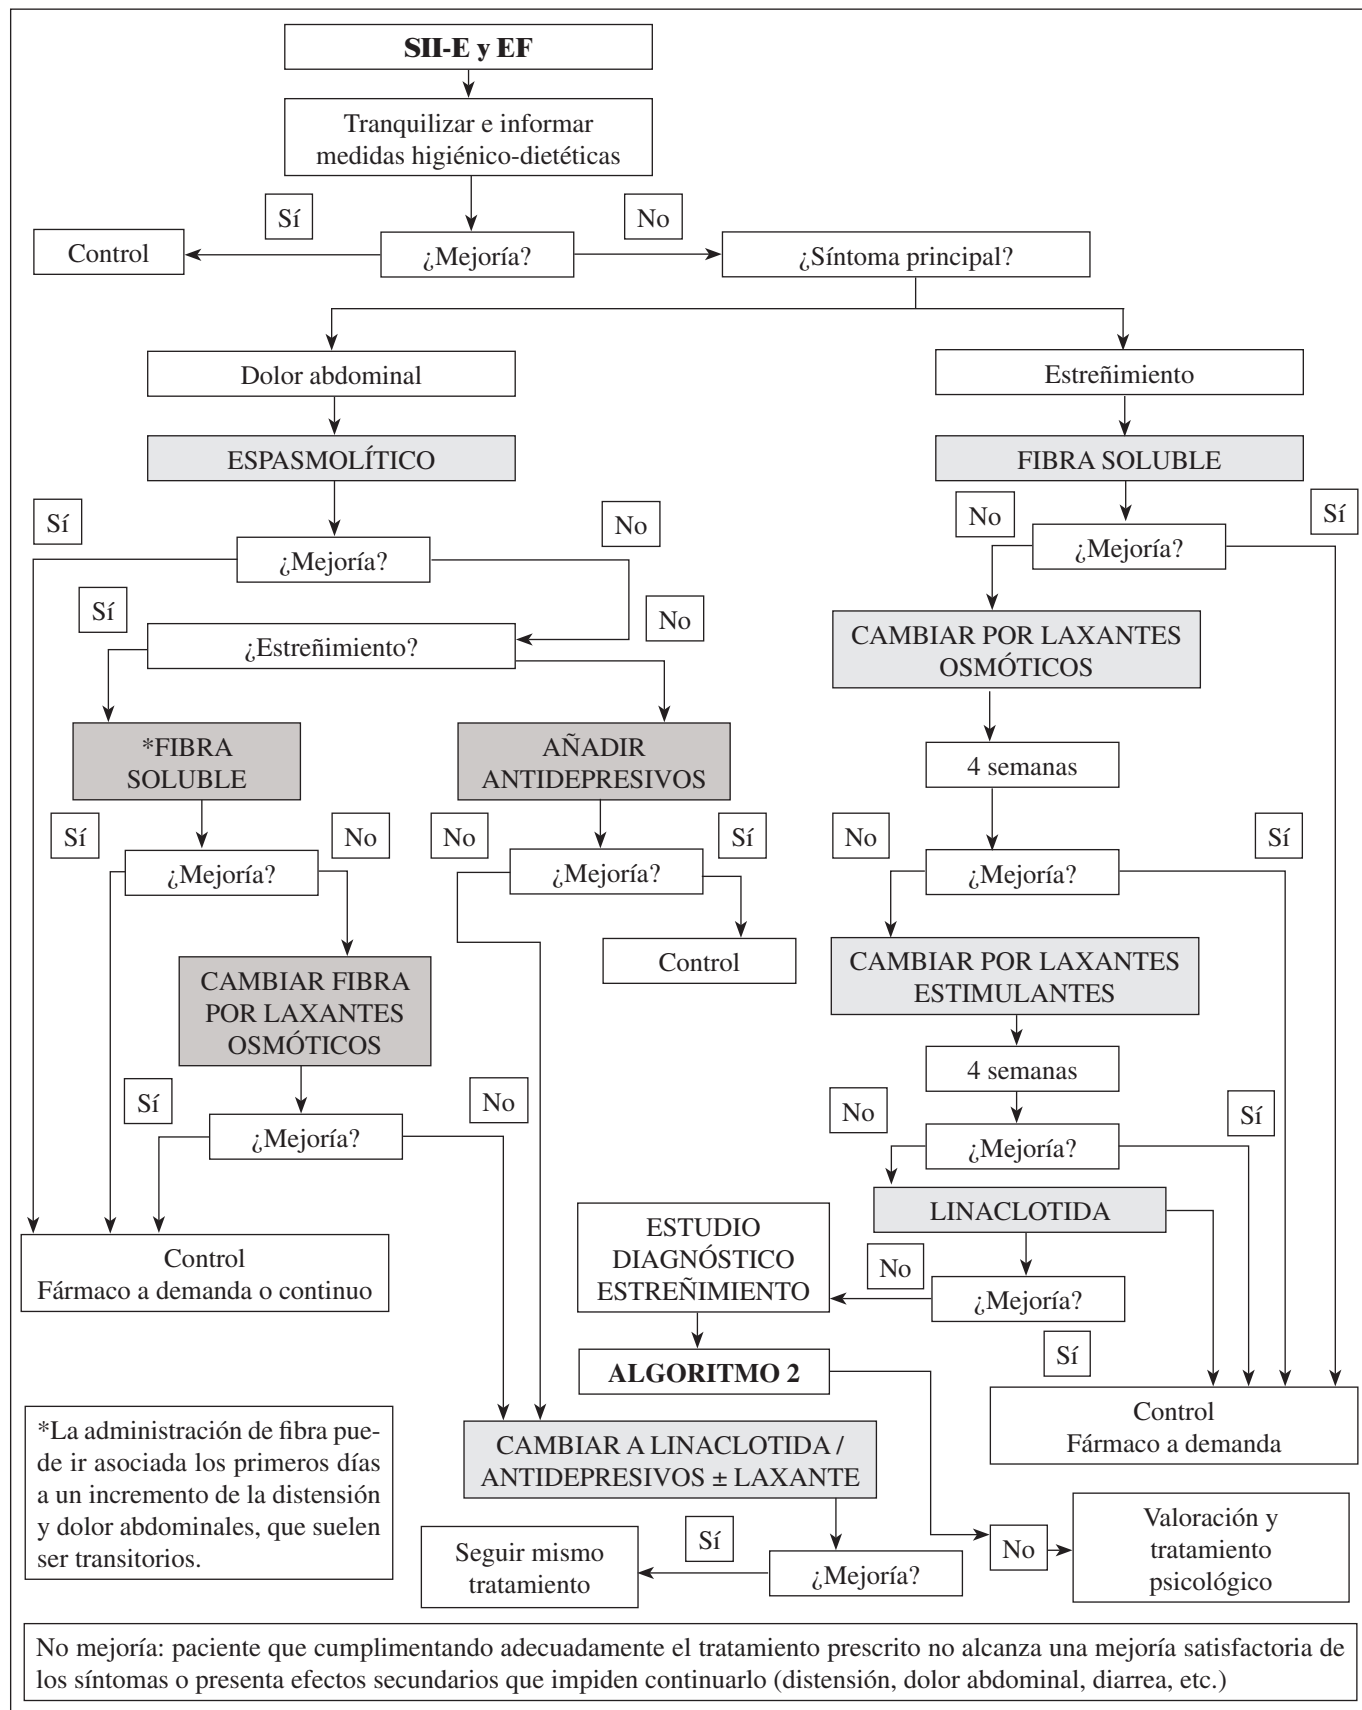 SII-E y EF
Tranquilizar e informar
medidas higiénico-dietéticas
Sí
No
Control
¿Mejoría?
¿Síntoma principal?
Dolor abdominal
Estreñimiento
ESPASMOLÍTICO
FIBRA SOLUBLE
Sí
No
No
Sí
¿Mejoría?
¿Mejoría?
Sí
No
¿Estreñimiento?
CAMBIAR POR LAXANTES
OSMÓTICOS
*FIBRA
SOLUBLE
AÑADIR
ANTIDEPRESIVOS
4 semanas
Sí
No
No
Sí
No
Sí
¿Mejoría?
¿Mejoría?
¿Mejoría?
Control
CAMBIAR POR LAXANTES
ESTIMULANTES
CAMBIAR FIBRA
POR LAXANTES
OSMÓTICOS
4 semanas
Sí
No
No
Sí
¿Mejoría?
¿Mejoría?
LINACLOTIDA
ESTUDIO
DIAGNÓSTICO
ESTREÑIMIENTO
Control
Fármaco a demanda o continuo
No
¿Mejoría?
Sí
ALGORITMO 2
Control
Fármaco a demanda
*La administración de fibra pue-
de ir asociada los primeros días
a un incremento de la distensión
y dolor abdominales, que suelen
ser transitorios.
CAMBIAR A LINACLOTIDA /
ANTIDEPRESIVOS ± LAXANTE
Sí
No
Valoración y
tratamiento
psicológico
Seguir mismo
tratamiento
¿Mejoría?
No mejoría: paciente que cumplimentando adecuadamente el tratamiento prescrito no alcanza una mejoría satisfactoria de
los síntomas o presenta efectos secundarios que impiden continuarlo (distensión, dolor abdominal, diarrea, etc.)